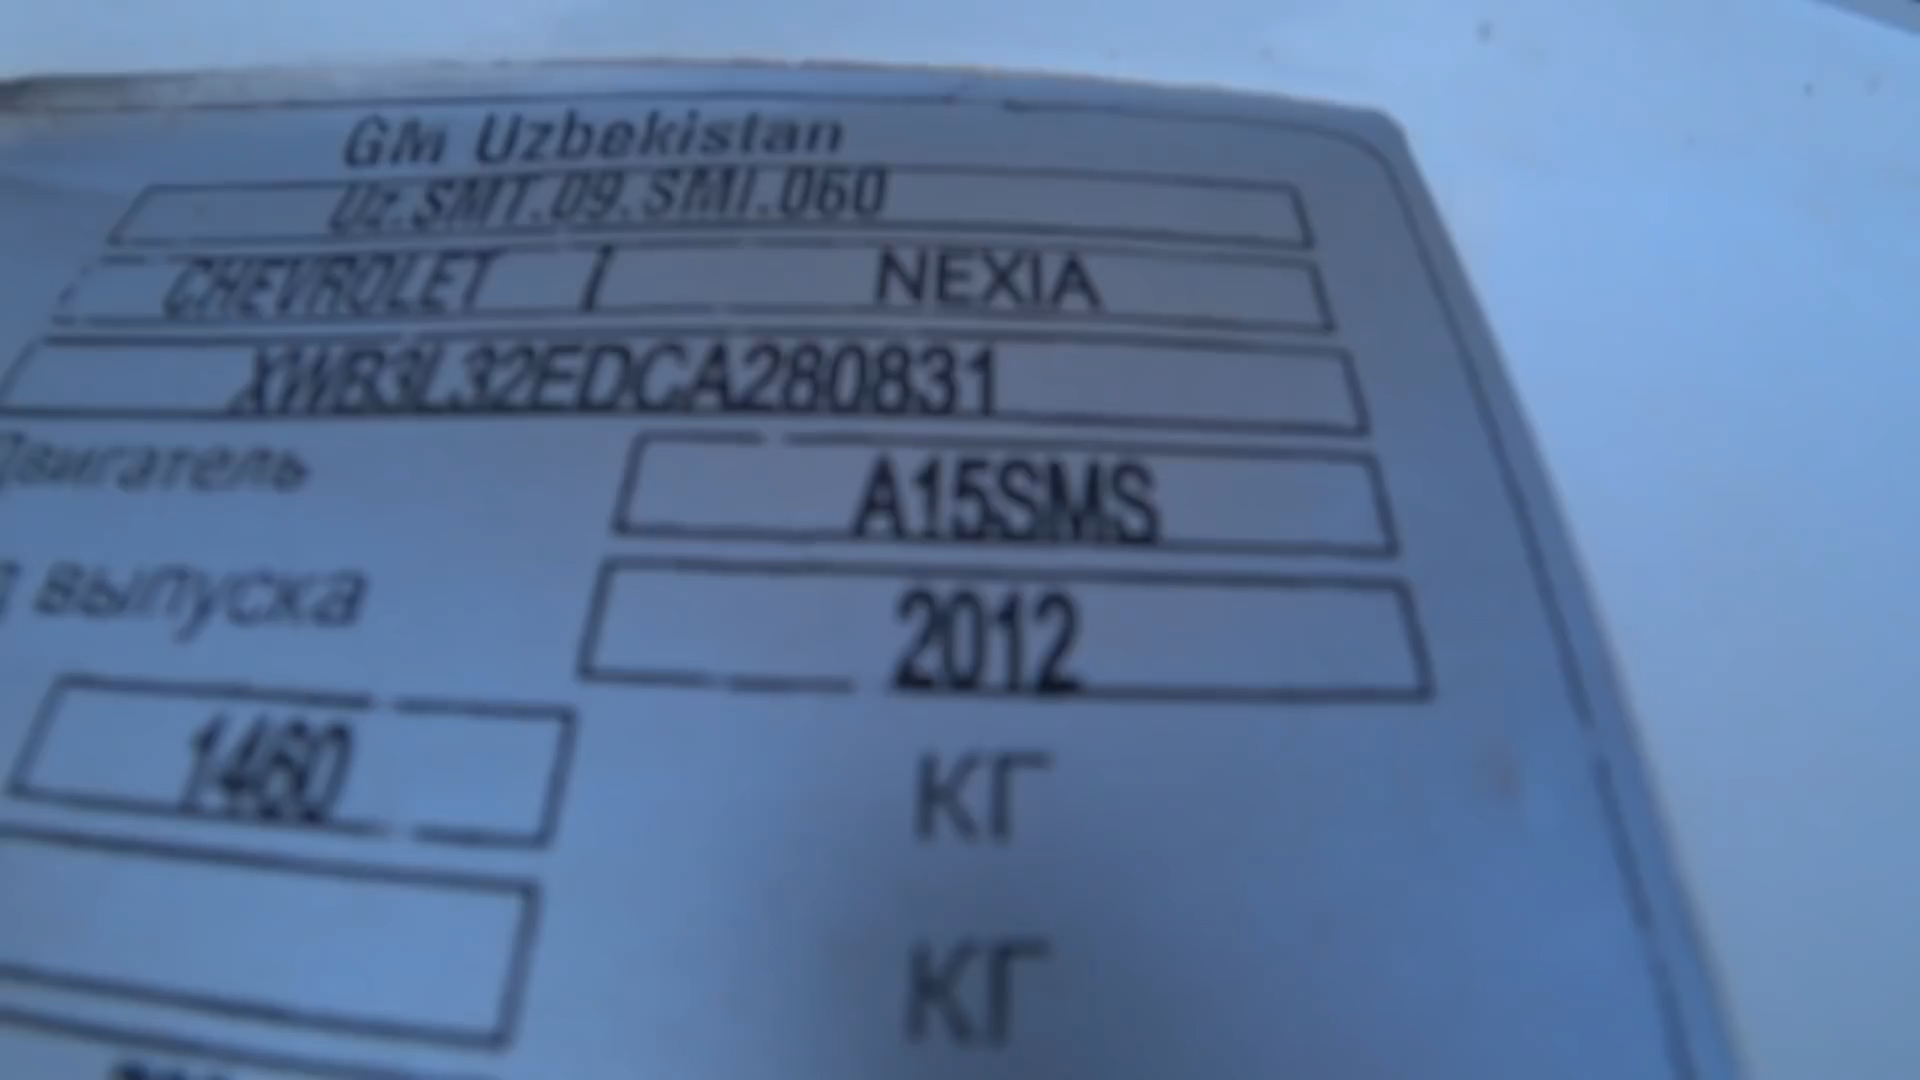 GM Uzbekistan
Uz.SMT.09.SMI.060
CHEVROLET / NEXIA
XWB3L32EDCA280831
Двигатель A15SMS
выпуска 2012
1460 КГ
КГ